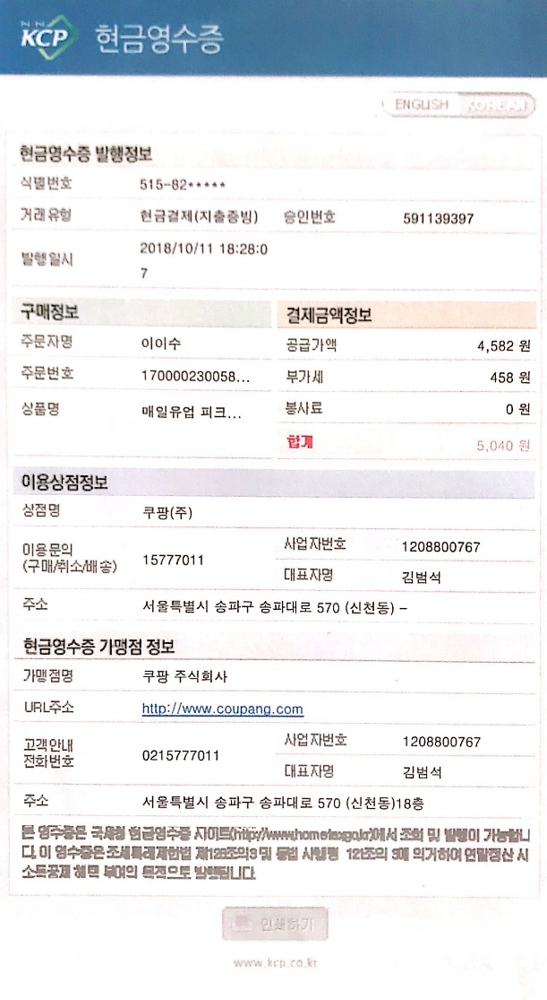 KCP 현금영수증
ENGLISH KOREAN
현금영수증 발행정보
식별번호 515-82*****
거래유형 현금결제(지출증빙) 승인번호 591139397
발행일시 2018/10/11 18:28:0
7
구매정보
주문자명 이이수
주문번호 170000230058...
상품명 매일유업 피크...
결제금액정보
공급가액 4,582 원
부가세 458 원
봉사료 0 원
합계 5,040 원
이용상점정보
상점명 쿠팡(주)
이용문의
(구매/취소/배송) 15777011
사업자번호 1208800767
대표자명 김범석
주소 서울특별시 송파구 송파대로 570 (신천동) –
현금영수증 가맹점 정보
가맹점명 쿠팡 주식회사
URL주소 http://www.coupang.com
고객안내
전화번호 0215777011
사업자번호 1208800767
대표자명 김범석
주소 서울특별시 송파구 송파대로 570 (신천동)18층
본 영수증은 국세청 현금영수증 사이트(http://www.hometax.go.kr)에서 조회 및 발행이 가능합니
다. 이 영수증은 조세특례제한법 제126조의3 및 동법 시행령 121조의 3에 의거하여 연말정산 시
소득공제 혜택 부여의 목적으로 발행됩니다.
인쇄하기
www.kcp.co.kr